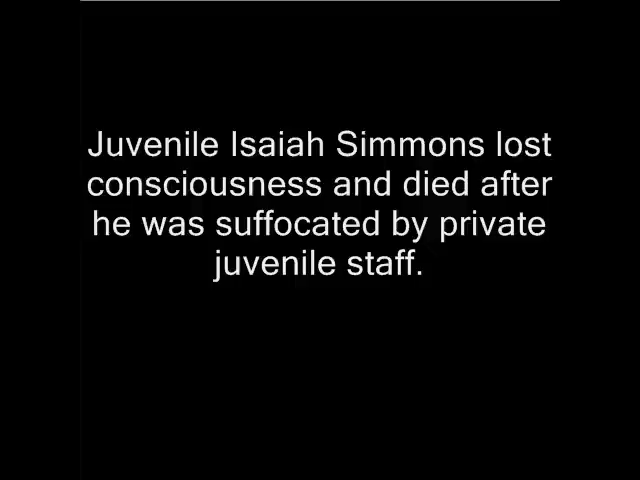 Juvenile Isaiah Simmons lost
consciousness and died after
he was suffocated by private
juvenile staff.